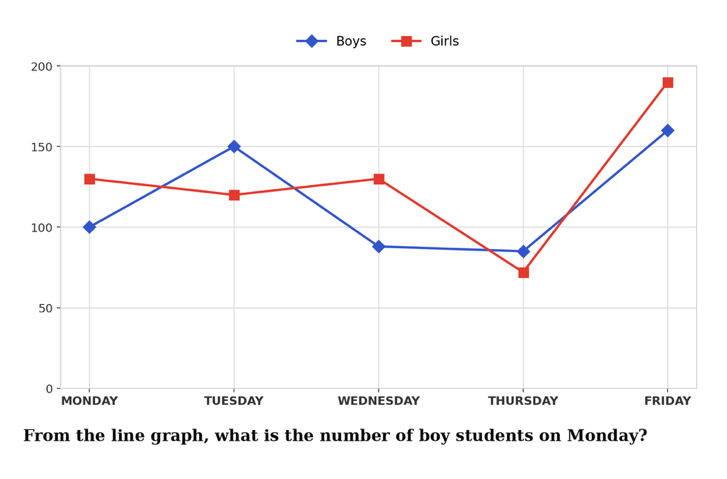 Boys Girls
200
150
100
50
0
MONDAY TUESDAY WEDNESDAY THURSDAY FRIDAY
From the line graph, what is the number of boy students on Monday?